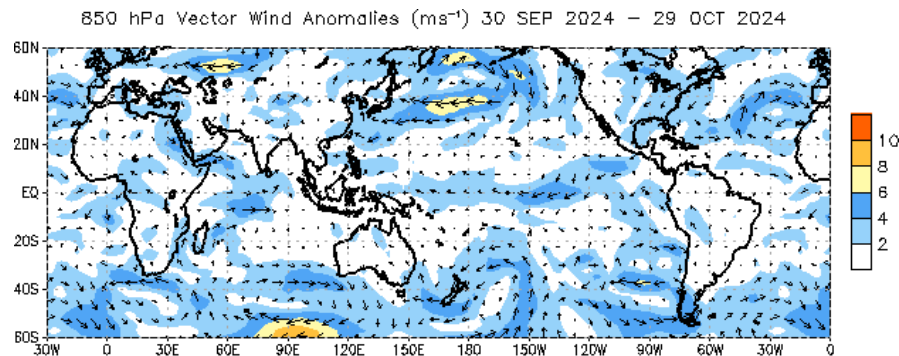 850 hPa Vector Wind Anomalies (ms⁻¹) 30 SEP 2024 – 29 OCT 2024
60N
40N
20N
EQ
20S
40S
60S
30W 0 30E 60E 90E 120E 150E 180 150W 120W 90W 60W 30W 0
10
8
6
4
2